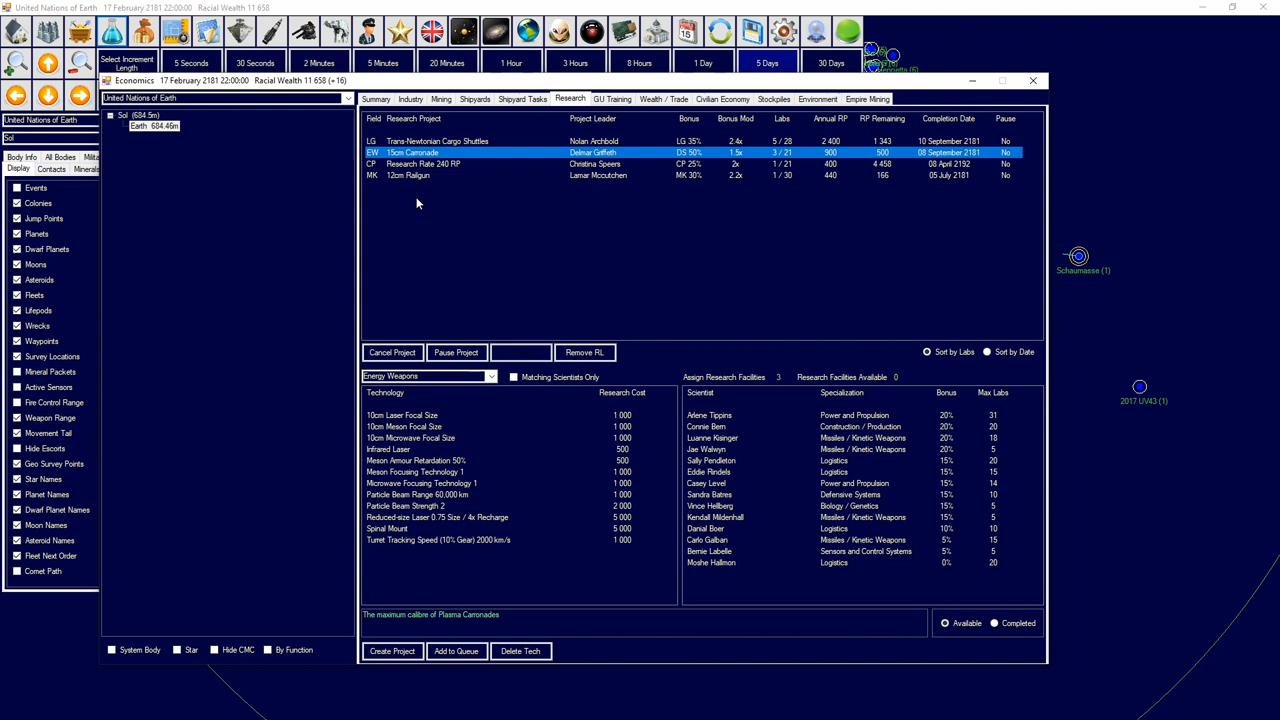 United Nations of Earth 17 February 2181 22:00:00 Racial Wealth 11 658
Select Increment Length 5 Seconds 30 Seconds 2 Minutes 5 Minutes 20 Minutes 1 Hour 3 Hours 8 Hours 1 Day 5 Days 30 Days
Economics 17 February 2181 22:00:00 Racial Wealth 11 658 (+16)
United Nations of Earth
Sol (684.5m)
Earth 684.46m
United Nations of Earth
Sol
Body Info All Bodies Milita
Display Contacts Minerals
Events
Colonies
Jump Points
Planets
Dwarf Planets
Moons
Asteroids
Fleets
Lifepods
Wrecks
Waypoints
Survey Locations
Mineral Packets
Active Sensors
Fire Control Range
Weapon Range
Movement Tail
Hide Escorts
Geo Survey Points
Star Names
Planet Names
Dwarf Planet Names
Moon Names
Asteroid Names
Fleet Next Order
Comet Path
System Body Star Hide CMC By Function
Summary Industry Mining Shipyards Shipyard Tasks Research GU Training Wealth / Trade Civilian Economy Stockpiles Environment Empire Mining
Field Research Project Project Leader Bonus Bonus Mod Labs Annual RP RP Remaining Completion Date Pause
LG Trans-Newtonian Cargo Shuttles Nolan Archbold LG 35% 2.4x 5 / 28 2 400 1 343 10 September 2181 No
EW 15cm Carronade Delmar Griffeth DS 50% 1.5x 3 / 21 900 500 08 September 2181 No
CP Research Rate 240 RP Christina Speers CP 25% 2x 1 / 21 400 4 458 08 April 2192 No
MK 12cm Railgun Lamar Mccutchen MK 30% 2.2x 1 / 30 440 166 05 July 2181 No
Cancel Project Pause Project Remove RL Sort by Labs Sort by Date
Energy Weapons Matching Scientists Only Assign Research Facilities 3 Research Facilities Available 0
Technology Research Cost
10cm Laser Focal Size 1 000
10cm Meson Focal Size 1 000
10cm Microwave Focal Size 1 000
Infrared Laser 500
Meson Armour Retardation 50% 500
Meson Focusing Technology 1 1 000
Microwave Focusing Technology 1 1 000
Particle Beam Range 60,000 km 1 000
Particle Beam Strength 2 2 000
Reduced-size Laser 0.75 Size / 4x Recharge 5 000
Spinal Mount 5 000
Turret Tracking Speed (10% Gear) 2000 km/s 1 000
Scientist Specialization Bonus Max Labs
Arlene Tippins Power and Propulsion 20% 31
Connie Bern Construction / Production 20% 20
Luanne Kisinger Missiles / Kinetic Weapons 20% 18
Jae Walwyn Missiles / Kinetic Weapons 20% 5
Sally Pendleton Logistics 15% 20
Eddie Rindels Logistics 15% 15
Casey Level Power and Propulsion 15% 14
Sandra Batres Defensive Systems 15% 10
Vince Hellberg Biology / Genetics 15% 5
Kendall Mildenhall Missiles / Kinetic Weapons 15% 5
Danial Boer Logistics 10% 10
Carlo Galban Missiles / Kinetic Weapons 5% 15
Bernie Labelle Sensors and Control Systems 5% 5
Moshe Hallmon Logistics 0% 20
The maximum calibre of Plasma Carronades
Available Completed
Create Project Add to Queue Delete Tech
Schaumasse (1)
2017 UV43 (1)